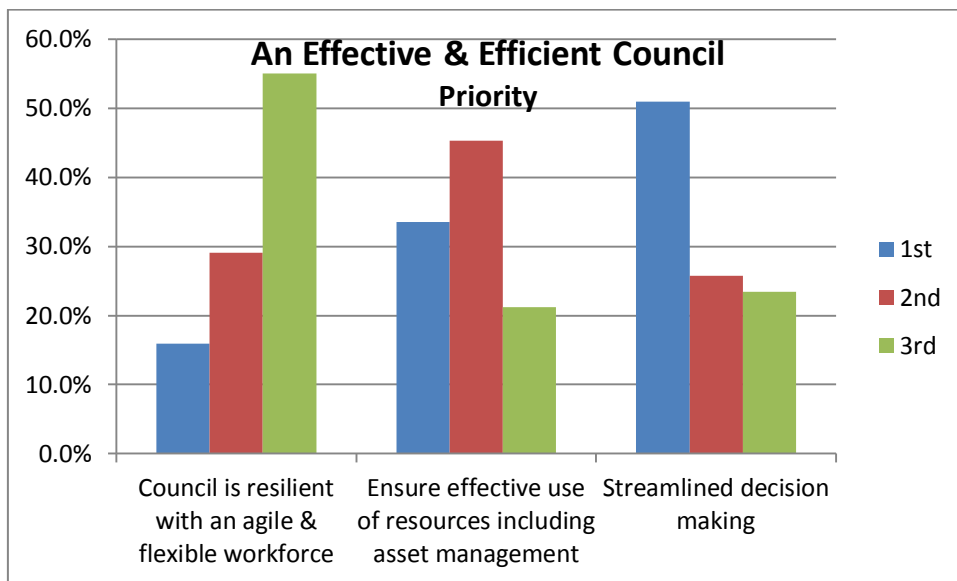 An Effective & Efficient Council
Priority
60.0%
50.0%
40.0%
30.0%
20.0%
10.0%
0.0%
Council is resilient
with an agile &
flexible workforce
Ensure effective use
of resources including
asset management
Streamlined decision
making
1st
2nd
3rd